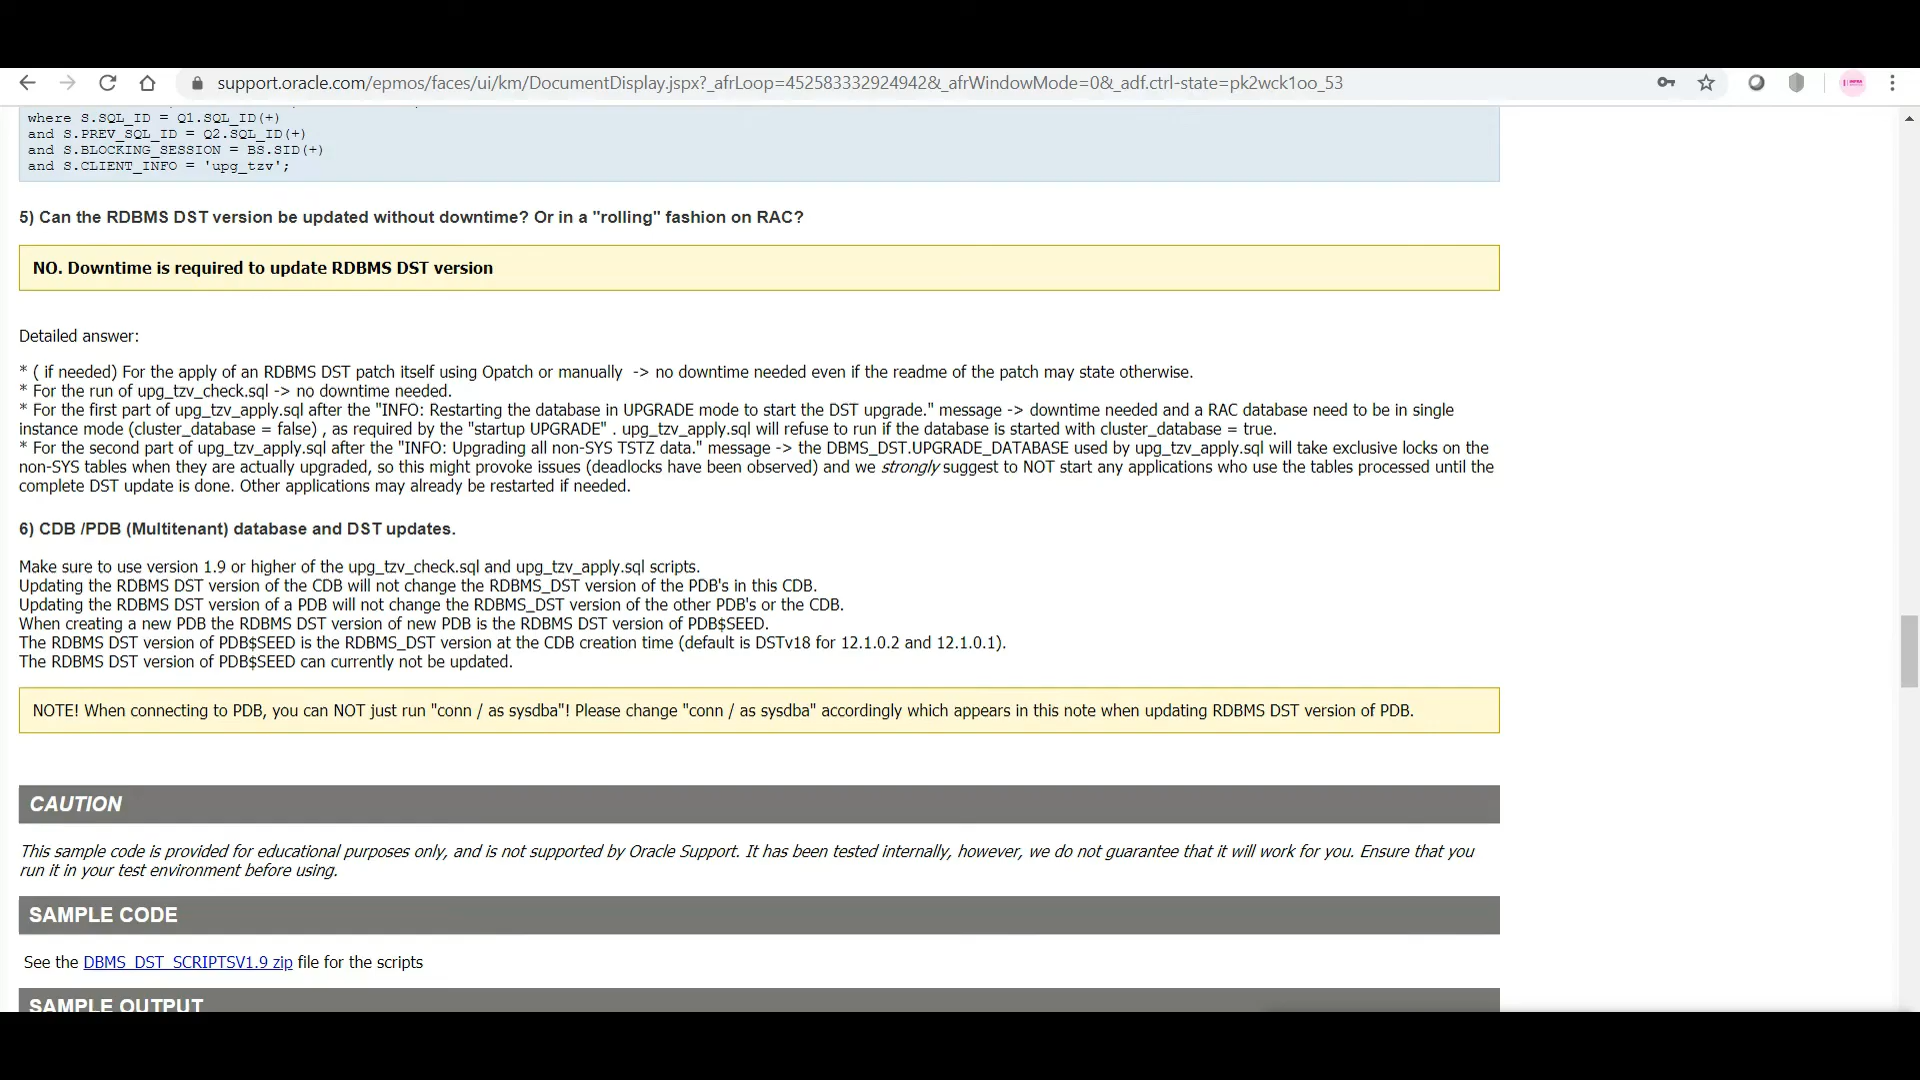 support.oracle.com/epmos/faces/ui/km/DocumentDisplay.jspx?_afrLoop=452583332924942&_afrWindowMode=0&_adf.ctrl-state=pk2wck1oo_53
where S.SQL_ID = Q1.SQL_ID(+)
and S.PREV_SQL_ID = Q2.SQL_ID(+)
and S.BLOCKING_SESSION = BS.SID(+)
and S.CLIENT_INFO = 'upg_tzv';
5) Can the RDBMS DST version be updated without downtime? Or in a "rolling" fashion on RAC?
NO. Downtime is required to update RDBMS DST version
Detailed answer:
* ( if needed) For the apply of an RDBMS DST patch itself using Opatch or manually -> no downtime needed even if the readme of the patch may state otherwise.
* For the run of upg_tzv_check.sql -> no downtime needed.
* For the first part of upg_tzv_apply.sql after the "INFO: Restarting the database in UPGRADE mode to start the DST upgrade." message -> downtime needed and a RAC database need to be in single
instance mode (cluster_database = false) , as required by the "startup UPGRADE" . upg_tzv_apply.sql will refuse to run if the database is started with cluster_database = true.
* For the second part of upg_tzv_apply.sql after the "INFO: Upgrading all non-SYS TSTZ data." message -> the DBMS_DST.UPGRADE_DATABASE used by upg_tzv_apply.sql will take exclusive locks on the
non-SYS tables when they are actually upgraded, so this might provoke issues (deadlocks have been observed) and we strongly suggest to NOT start any applications who use the tables processed until the
complete DST update is done. Other applications may already be restarted if needed.
6) CDB /PDB (Multitenant) database and DST updates.
Make sure to use version 1.9 or higher of the upg_tzv_check.sql and upg_tzv_apply.sql scripts.
Updating the RDBMS DST version of the CDB will not change the RDBMS_DST version of the PDB's in this CDB.
Updating the RDBMS DST version of a PDB will not change the RDBMS_DST version of the other PDB's or the CDB.
When creating a new PDB the RDBMS DST version of new PDB is the RDBMS DST version of PDB$SEED.
The RDBMS DST version of PDB$SEED is the RDBMS_DST version at the CDB creation time (default is DSTv18 for 12.1.0.2 and 12.1.0.1).
The RDBMS DST version of PDB$SEED can currently not be updated.
NOTE! When connecting to PDB, you can NOT just run "conn / as sysdba"! Please change "conn / as sysdba" accordingly which appears in this note when updating RDBMS DST version of PDB.
CAUTION
This sample code is provided for educational purposes only, and is not supported by Oracle Support. It has been tested internally, however, we do not guarantee that it will work for you. Ensure that you
run it in your test environment before using.
SAMPLE CODE
See the DBMS_DST_SCRIPTSV1.9 zip file for the scripts
SAMPLE OUTPUT